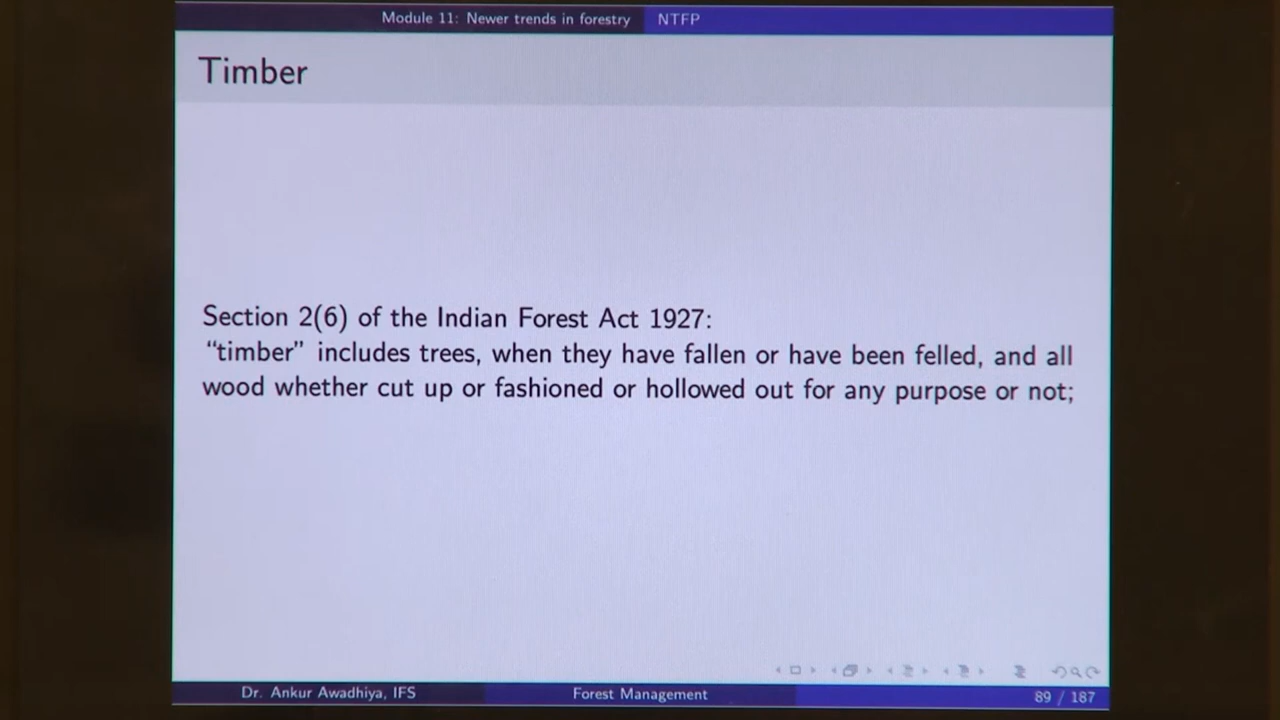 Module 11: Newer trends in forestry NTFP
Timber
Section 2(6) of the Indian Forest Act 1927:
“timber” includes trees, when they have fallen or have been felled, and all
wood whether cut up or fashioned or hollowed out for any purpose or not;
Dr. Ankur Awadhiya, IFS Forest Management 89 / 187